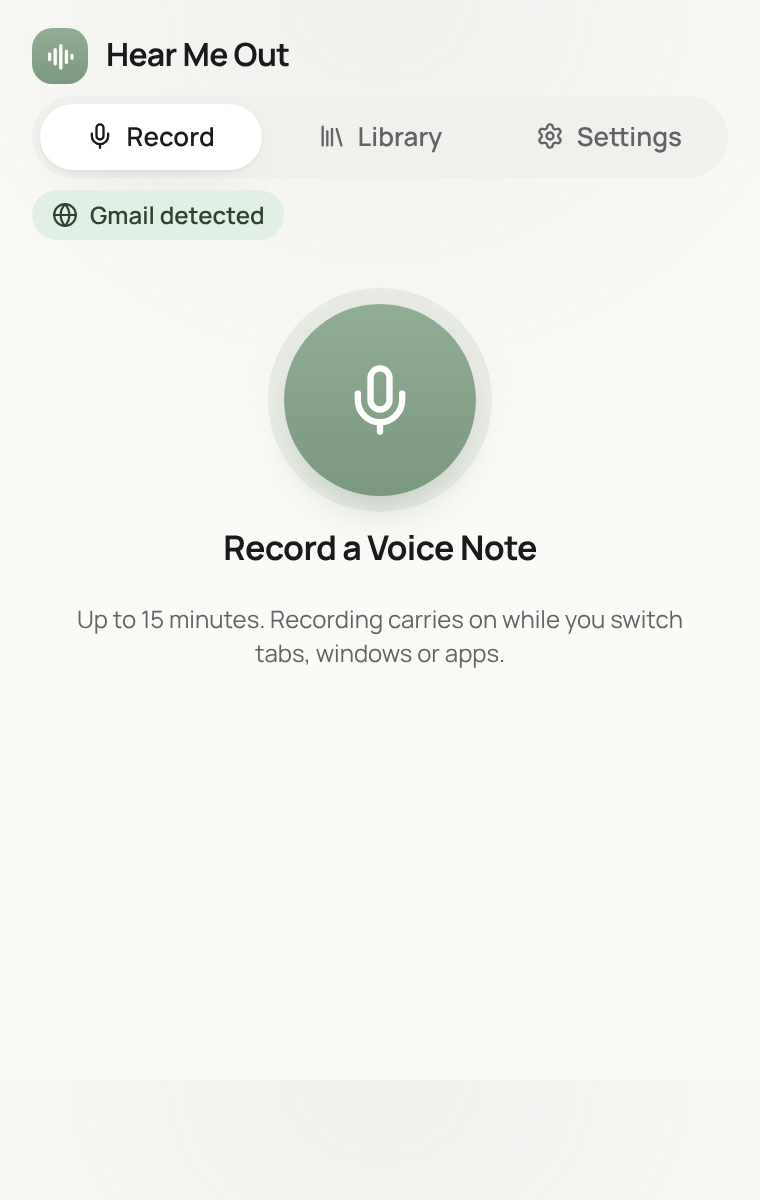 Hear Me Out
Record
Library
Settings
Gmail detected
Record a Voice Note
Up to 15 minutes. Recording carries on while you switch
tabs, windows or apps.